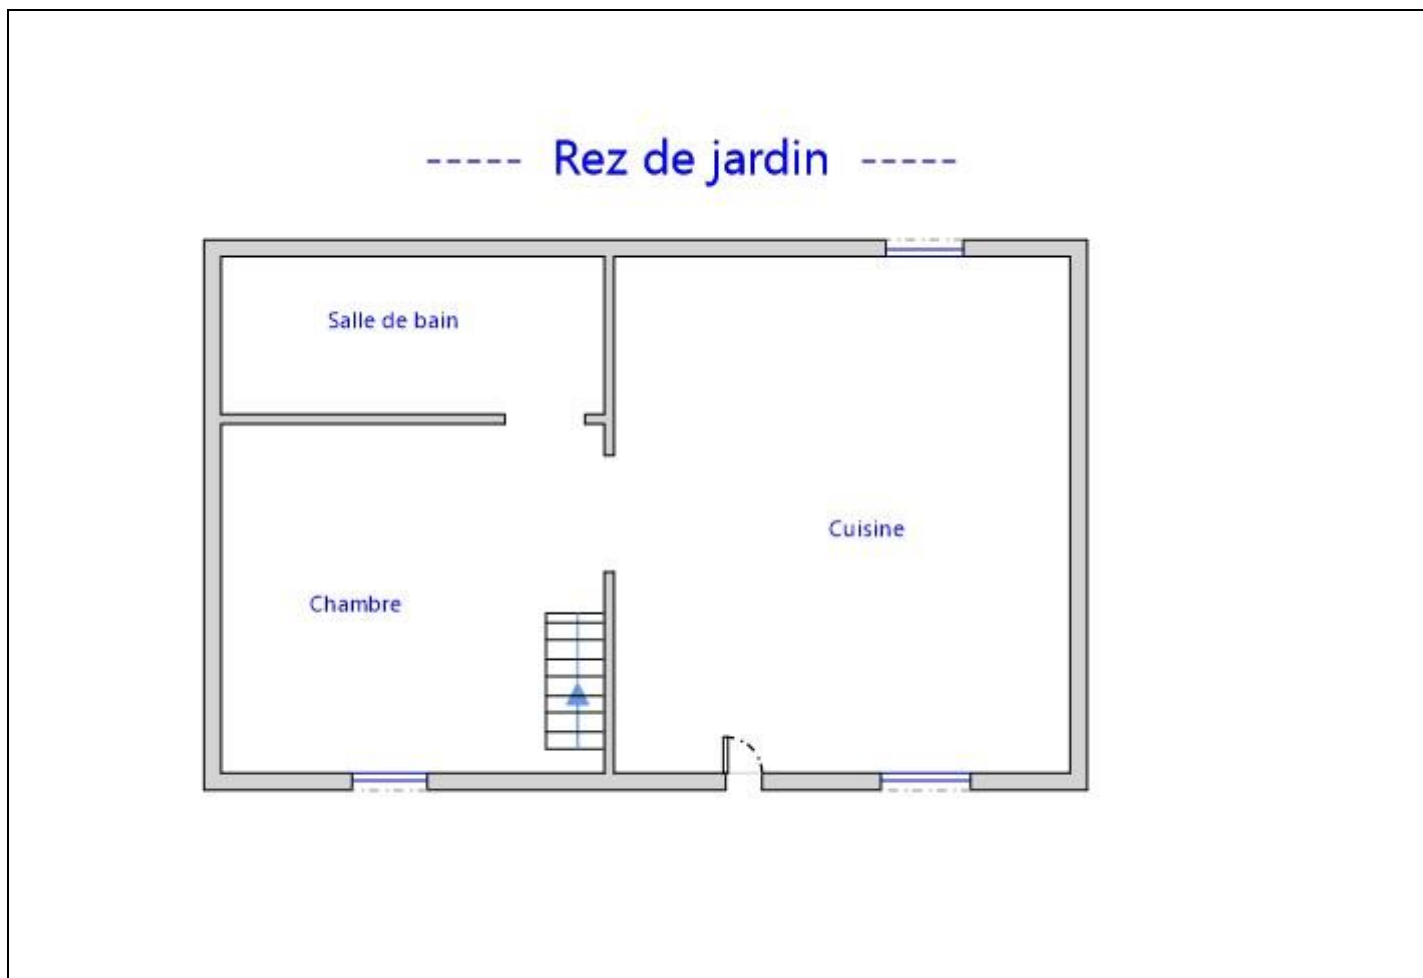 ----- Rez de jardin -----
Salle de bain
Cuisine
Chambre